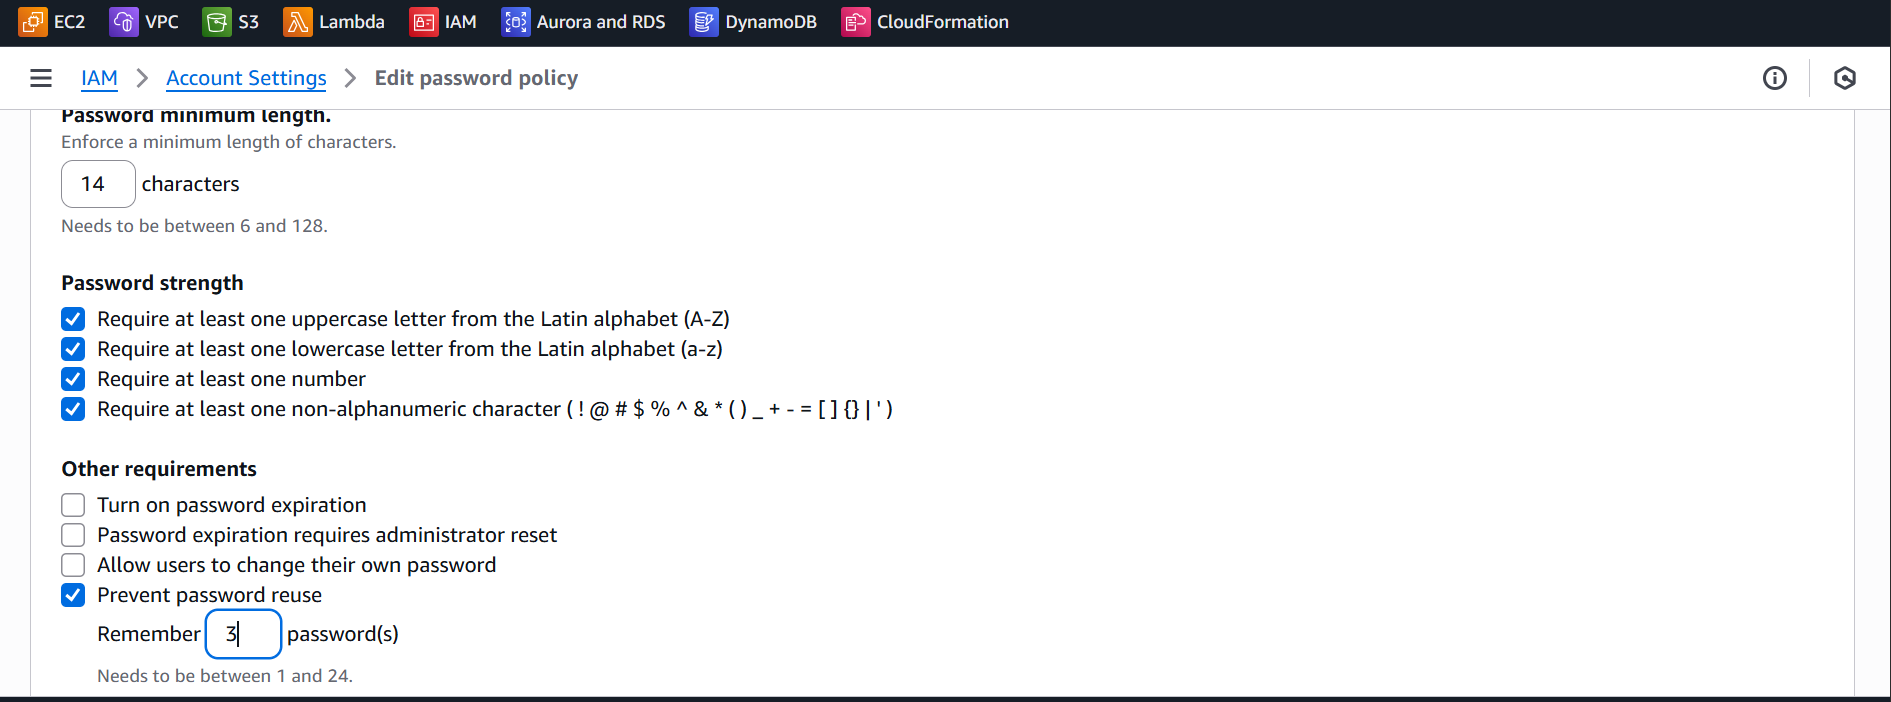 EC2 VPC S3 Lambda IAM Aurora and RDS DynamoDB CloudFormation
IAM > Account Settings > Edit password policy
Password minimum length.
Enforce a minimum length of characters.
14 characters
Needs to be between 6 and 128.
Password strength
Require at least one uppercase letter from the Latin alphabet (A-Z)
Require at least one lowercase letter from the Latin alphabet (a-z)
Require at least one number
Require at least one non-alphanumeric character ( ! @ # $ % ^ & * ( ) _ + - = [ ] {} | ' )
Other requirements
Turn on password expiration
Password expiration requires administrator reset
Allow users to change their own password
Prevent password reuse
Remember 3 password(s)
Needs to be between 1 and 24.